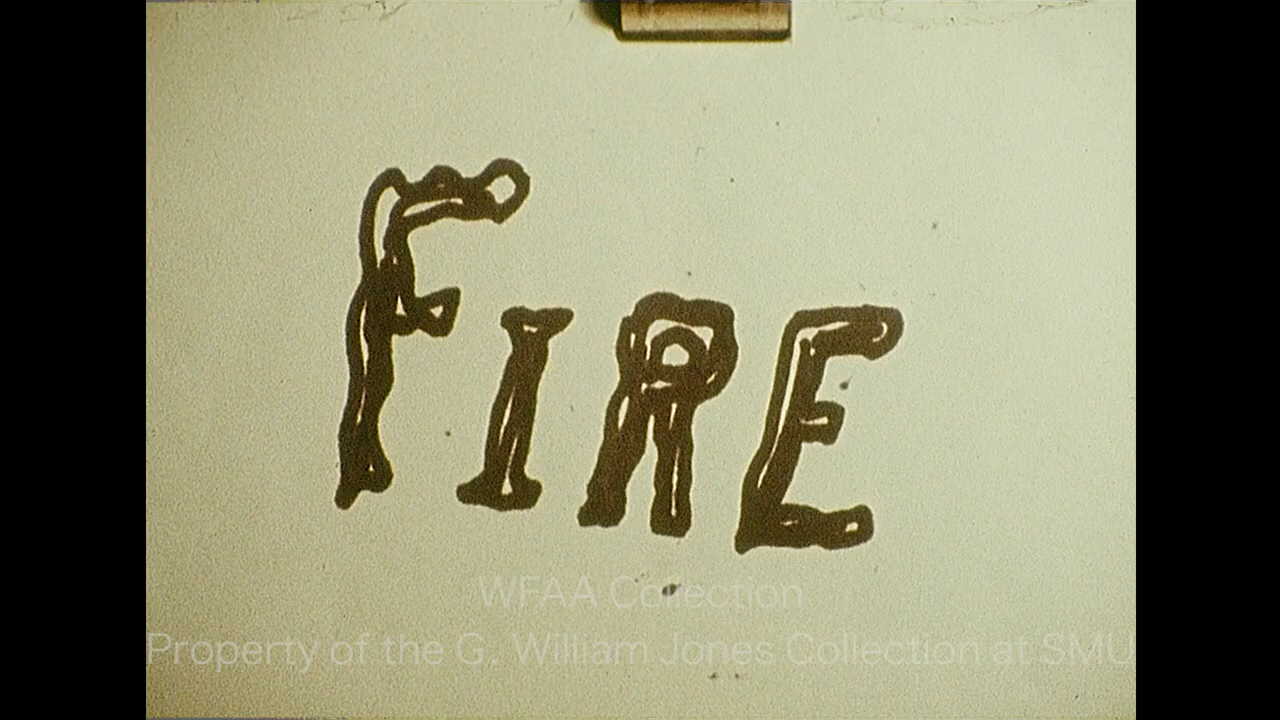 FIRE
WFAA Collection
Property of the G. William Jones Collection at SMU